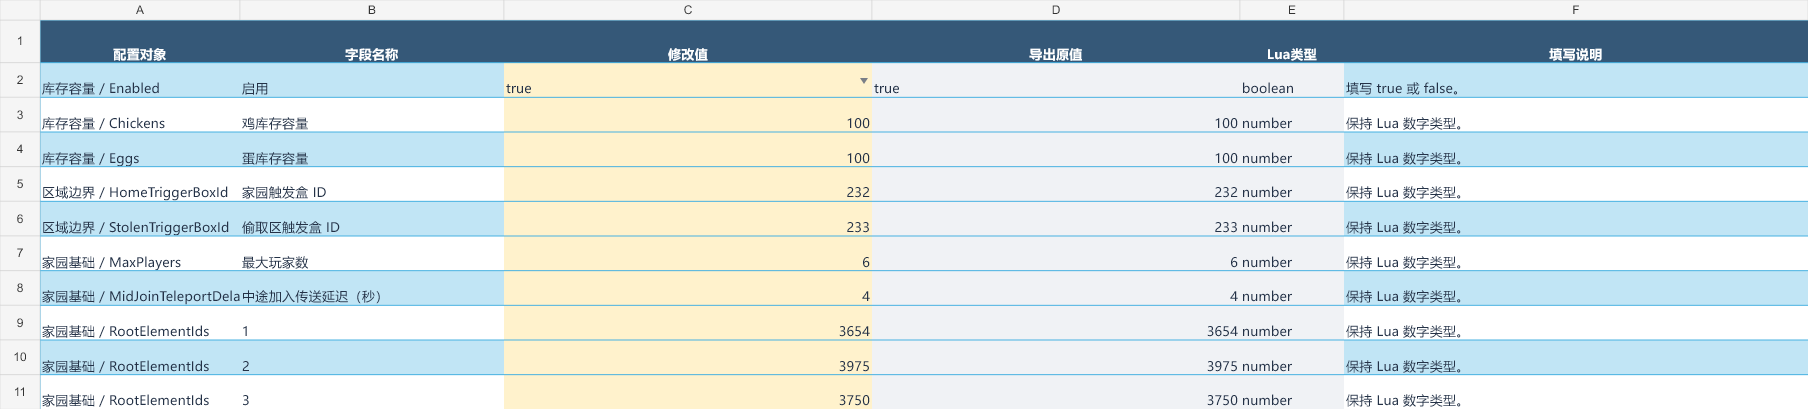 A B C D E F
1 配置对象 字段名称 修改值 导出原值 Lua类型 填写说明
2 库存容量 / Enabled 启用 true true boolean 填写 true 或 false。
3 库存容量 / Chickens 鸡库存容量 100 100 number 保持 Lua 数字类型。
4 库存容量 / Eggs 蛋库存容量 100 100 number 保持 Lua 数字类型。
5 区域边界 / HomeTriggerBoxId 家园触发盒 ID 232 232 number 保持 Lua 数字类型。
6 区域边界 / StolenTriggerBoxId 偷取区触发盒 ID 233 233 number 保持 Lua 数字类型。
7 家园基础 / MaxPlayers 最大玩家数 6 6 number 保持 Lua 数字类型。
8 家园基础 / MidJoinTeleportDela 中途加入传送延迟（秒） 4 4 number 保持 Lua 数字类型。
9 家园基础 / RootElementIds 1 3654 3654 number 保持 Lua 数字类型。
10 家园基础 / RootElementIds 2 3975 3975 number 保持 Lua 数字类型。
11 家园基础 / RootElementIds 3 3750 3750 number 保持 Lua 数字类型。